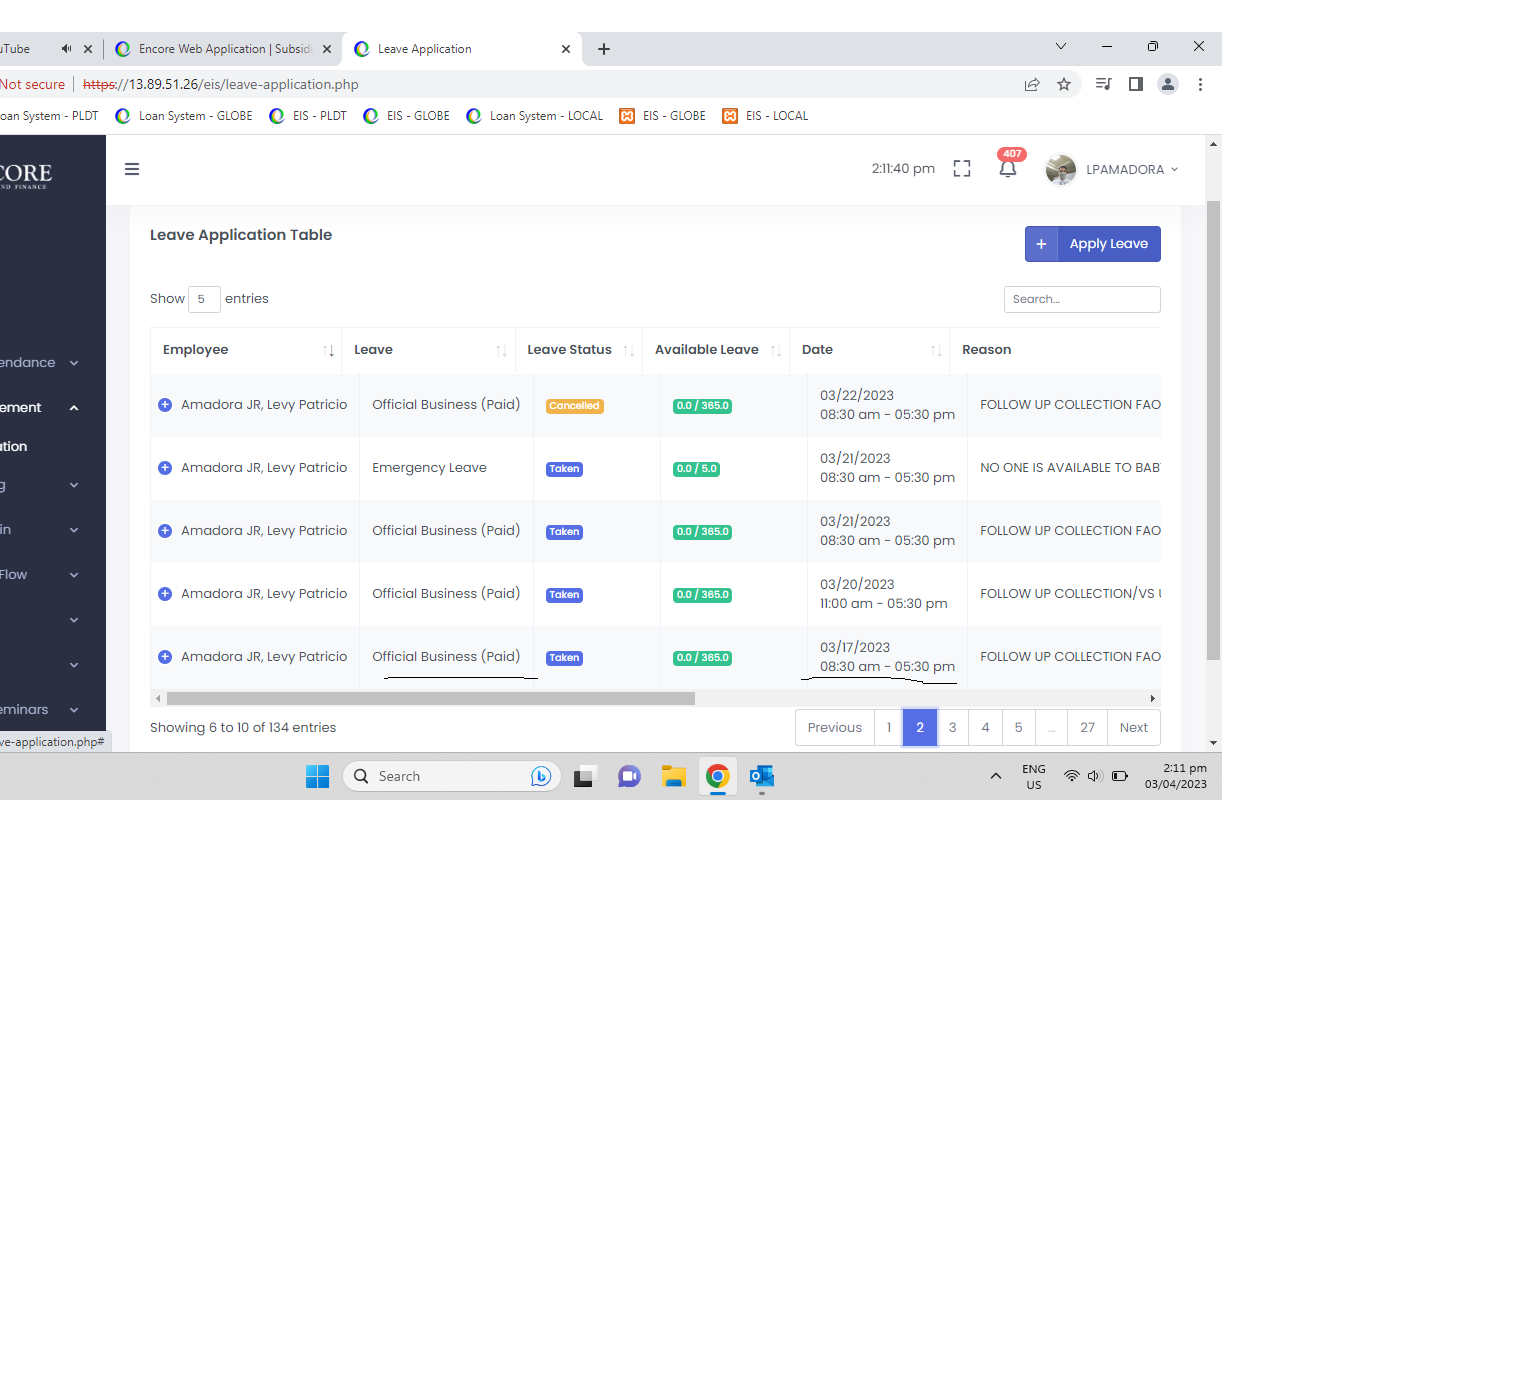 uTube
Encore Web Application | Subsidi
Leave Application
Not secure
https://13.89.51.26/eis/leave-application.php
oan System - PLDT
Loan System - GLOBE
EIS - PLDT
EIS - GLOBE
Loan System - LOCAL
EIS - GLOBE
EIS - LOCAL
CORE
ND FINANCE
2:11:40 pm
407
LPAMADORA
endance
ement
ation
g
in
Flow
eminars
ve-application.php#
Leave Application Table
+ Apply Leave
Show 5 entries
Search...
Employee Leave Leave Status Available Leave Date Reason
Amadora JR, Levy Patricio Official Business (Paid) Cancelled 0.0 / 365.0 03/22/2023 FOLLOW UP COLLECTION FAO
08:30 am - 05:30 pm
Amadora JR, Levy Patricio Emergency Leave Taken 0.0 / 5.0 03/21/2023 NO ONE IS AVAILABLE TO BAB
08:30 am - 05:30 pm
Amadora JR, Levy Patricio Official Business (Paid) Taken 0.0 / 365.0 03/21/2023 FOLLOW UP COLLECTION FAO
08:30 am - 05:30 pm
Amadora JR, Levy Patricio Official Business (Paid) Taken 0.0 / 365.0 03/20/2023 FOLLOW UP COLLECTION/VS U
11:00 am - 05:30 pm
Amadora JR, Levy Patricio Official Business (Paid) Taken 0.0 / 365.0 03/17/2023 FOLLOW UP COLLECTION FAO
08:30 am - 05:30 pm
Showing 6 to 10 of 134 entries
Previous 1 2 3 4 5 ... 27 Next
Search
ENG
US
2:11 pm
03/04/2023